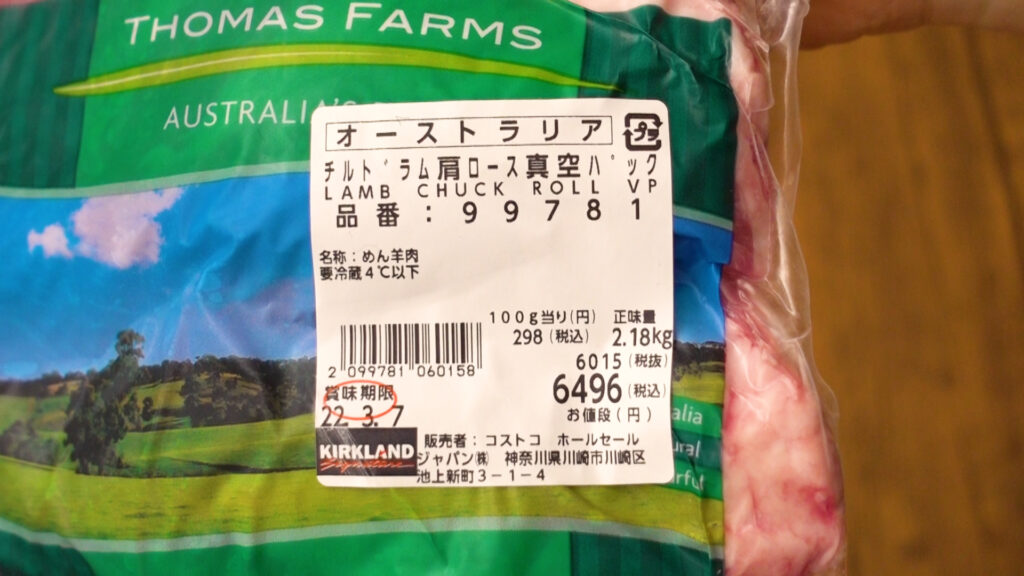 THOMAS FARMS
AUSTRALIA'S
オーストラリア
プラ
チルドラム肩ロース真空パック
LAMB CHUCK ROLL VP
品番:99781
名称:めん羊肉
要冷蔵4℃以下
100g当り(円) 正味量
298(税込) 2.18kg
6015(税抜)
2 099781 060158
6496(税込)
賞味期限
22.3.7
お値段(円)
KIRKLAND
Signature
販売者:コストコ ホールセール
ジャパン㈱ 神奈川県川崎市川崎区
池上新町3-1-4